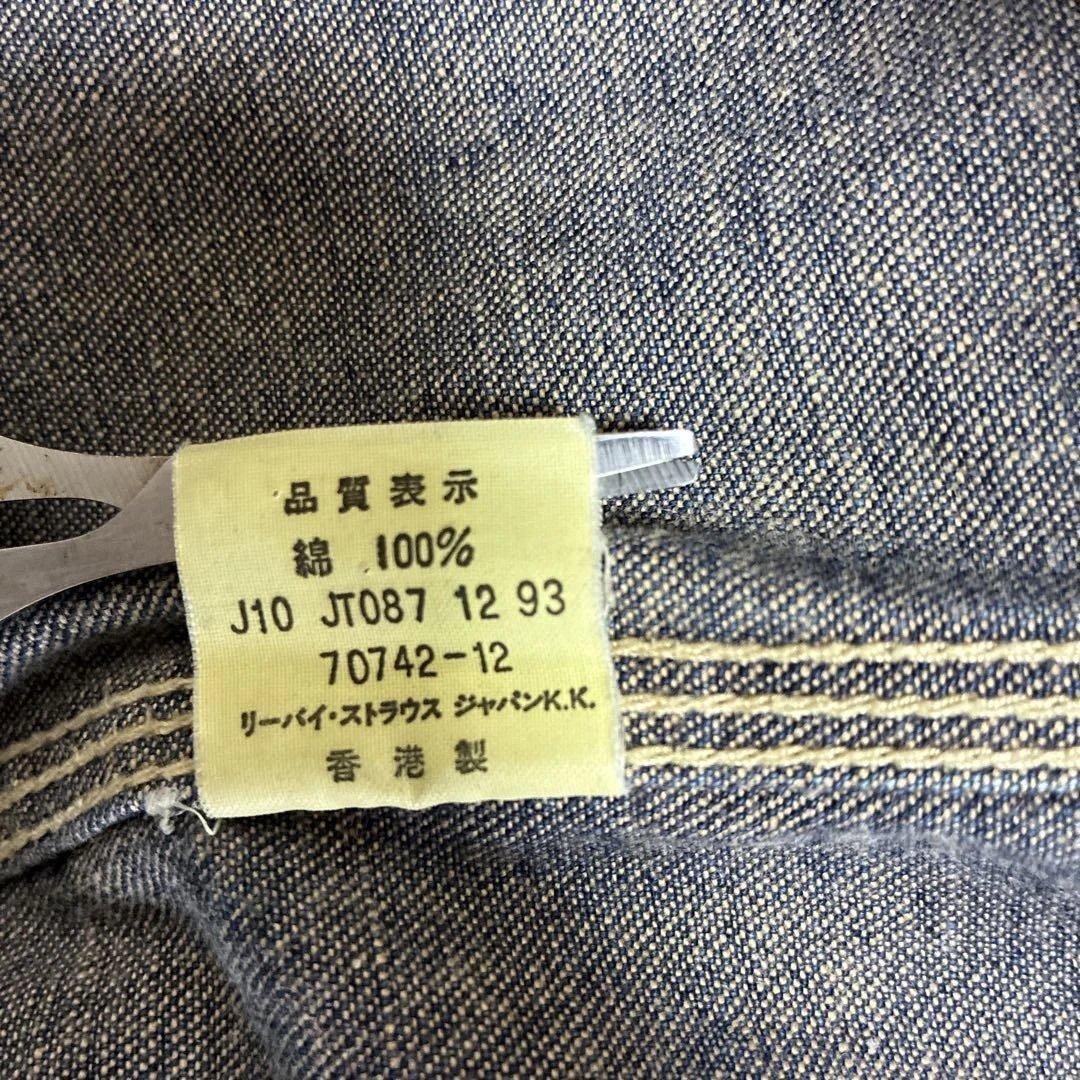 品質表示
綿 100%
J10 JT087 12 93
70742-12
リーバイ・ストラウス ジャパンK.K.
香港製